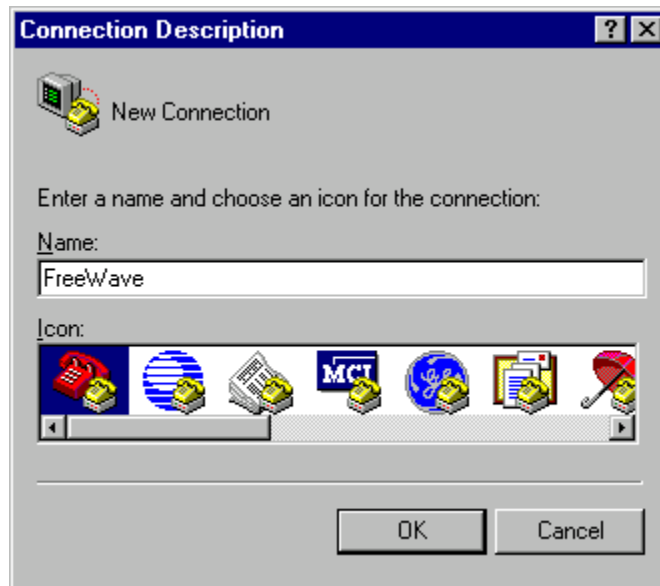 Connection Description
New Connection
Enter a name and choose an icon for the connection:
Name:
FreeWave
Icon:
MCI
OK
Cancel